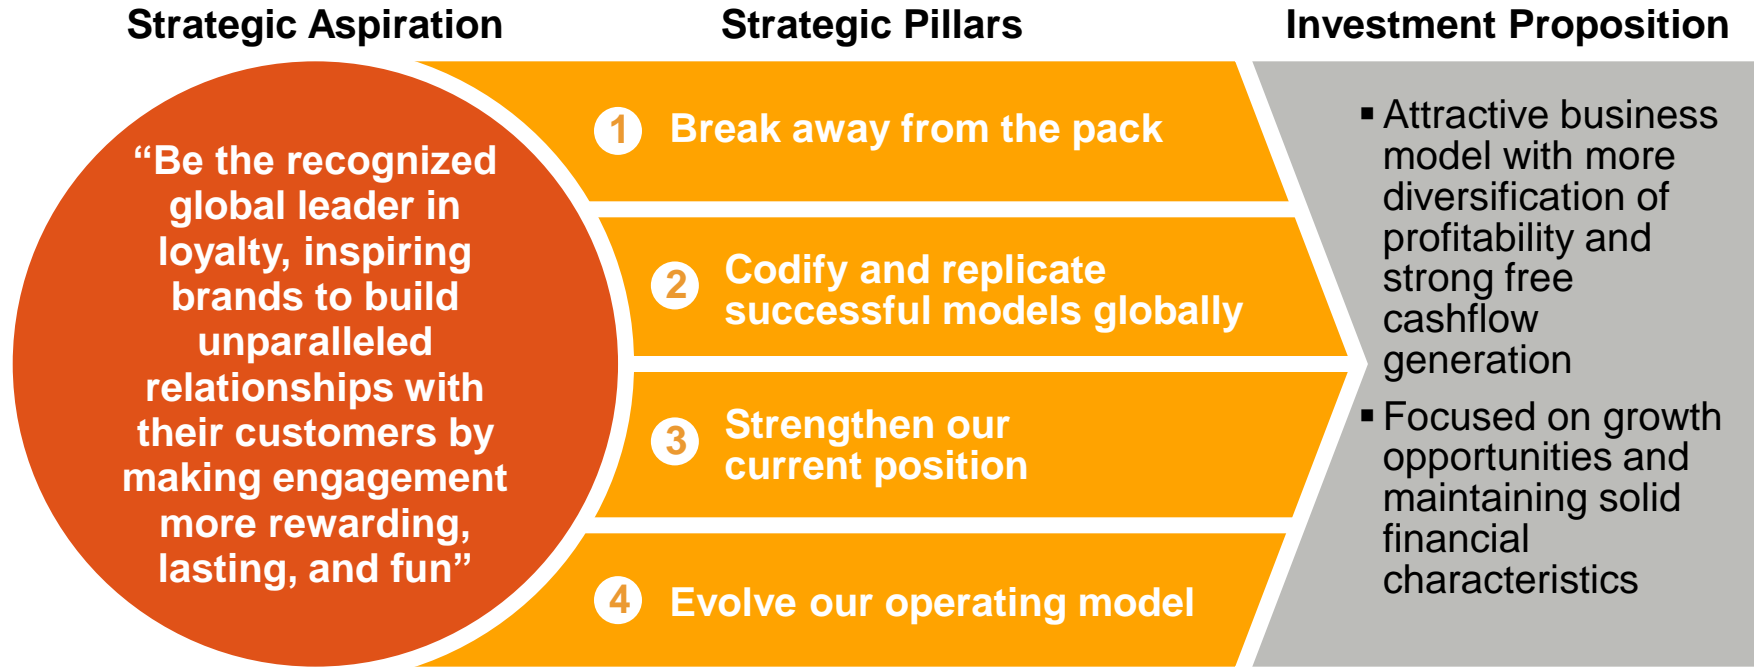 Strategic Aspiration
Strategic Pillars
Investment Proposition
“Be the recognized
global leader in
loyalty, inspiring
brands to build
unparalleled
relationships with
their customers by
making engagement
more rewarding,
lasting, and fun”
1 Break away from the pack
2 Codify and replicate
successful models globally
3 Strengthen our
current position
4 Evolve our operating model
▪ Attractive business
model with more
diversification of
profitability and
strong free
cashflow
generation
▪ Focused on growth
opportunities and
maintaining solid
financial
characteristics